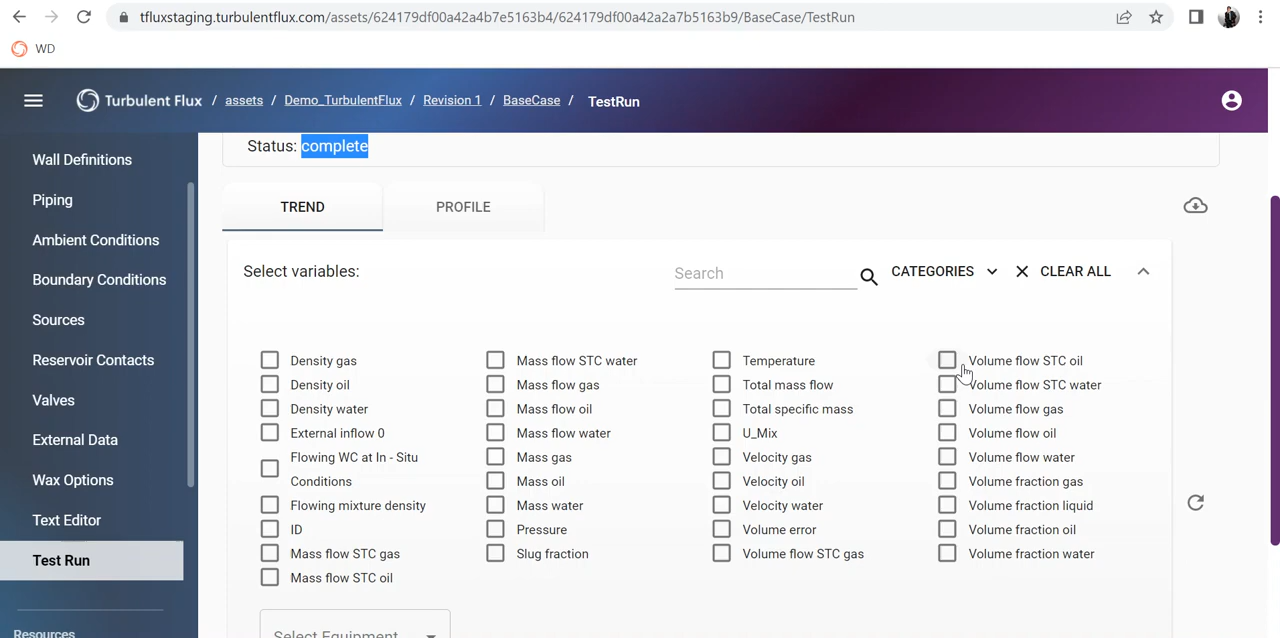 tfluxstaging.turbulentflux.com/assets/624179df00a42a4b7e5163b4/624179df00a42a2a7b5163b9/BaseCase/TestRun
WD
Turbulent Flux / assets / Demo_TurbulentFlux / Revision 1 / BaseCase / TestRun
Wall Definitions
Piping
Ambient Conditions
Boundary Conditions
Sources
Reservoir Contacts
Valves
External Data
Wax Options
Text Editor
Test Run
Resources
Status: complete
TREND PROFILE
Select variables: Search CATEGORIES CLEAR ALL
Density gas
Density oil
Density water
External inflow 0
Flowing WC at In - Situ
Conditions
Flowing mixture density
ID
Mass flow STC gas
Mass flow STC oil
Mass flow STC water
Mass flow gas
Mass flow oil
Mass flow water
Mass gas
Mass oil
Mass water
Pressure
Slug fraction
Temperature
Total mass flow
Total specific mass
U_Mix
Velocity gas
Velocity oil
Velocity water
Volume error
Volume flow STC gas
Volume flow STC oil
Volume flow STC water
Volume flow gas
Volume flow oil
Volume flow water
Volume fraction gas
Volume fraction liquid
Volume fraction oil
Volume fraction water
Select Equipment